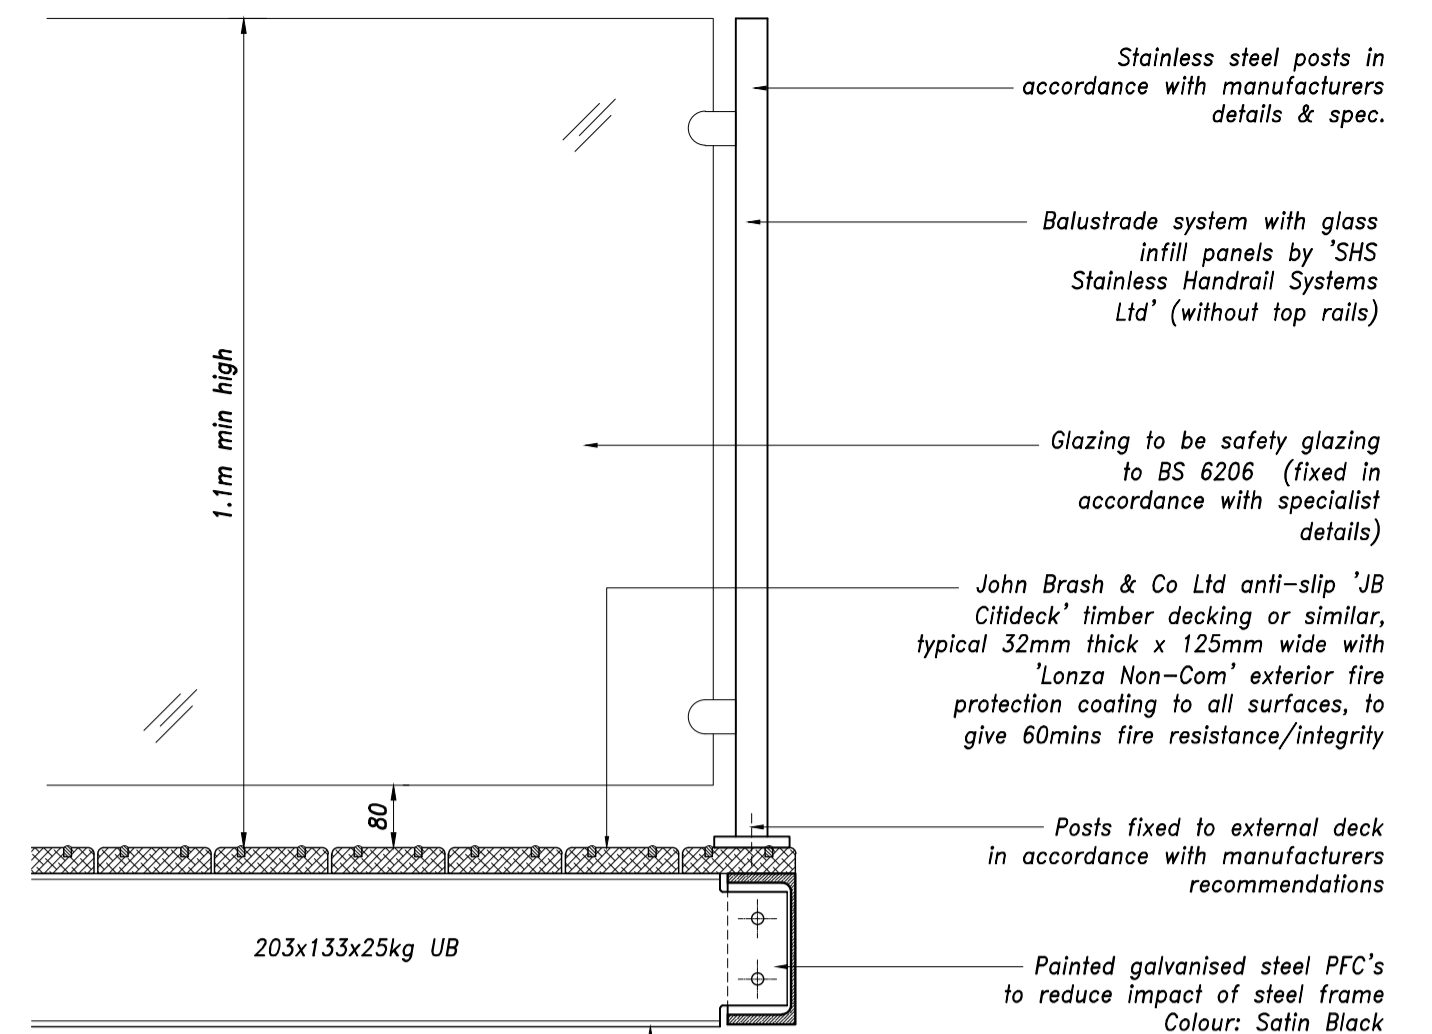 Stainless steel posts in
accordance with manufacturers
details & spec.
Balustrade system with glass
infill panels by 'SHS
Stainless Handrail Systems
Ltd' (without top rails)
1.1m min high
Glazing to be safety glazing
to BS 6206 (fixed in
accordance with specialist
details)
John Brash & Co Ltd anti-slip 'JB
Citideck' timber decking or similar,
typical 32mm thick x 125mm wide with
'Lonza Non-Com' exterior fire
protection coating to all surfaces, to
give 60mins fire resistance/integrity
80
Posts fixed to external deck
in accordance with manufacturers
recommendations
203x133x25kg UB
Painted galvanised steel PFC's
to reduce impact of steel frame
Colour: Satin Black